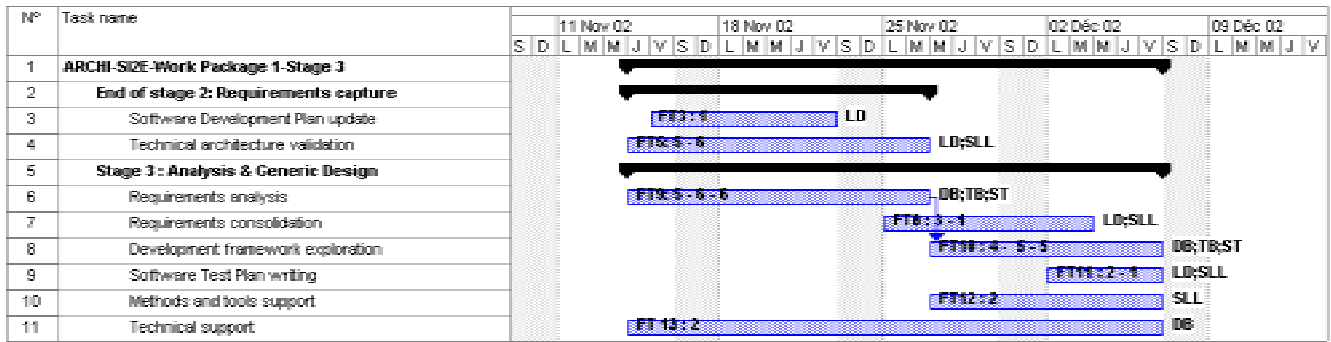 N° Task name 11 Nov 02 18 Nov 02 25 Nov 02 02 Déc 02 09 Déc 02
S D L M M J V S D L M M J V S D L M M J V S D L M M J V S D L M M J V
1 ARCHI-SI2E-Work Package 1-Stage 3
2 End of stage 2: Requirements capture
3 Software Development Plan update LD
4 Technical architecture validation FT5: 5 - 6 LD;SLL
5 Stage 3 : Analysis & Generic Design
6 Requirements analysis FT9: 5 - 6 - 6 DB;TB;ST
7 Requirements consolidation : 3 - 1 LD;SLL
8 Development framework exploration FT10 : 4 - 5 - 5 DB;TB;ST
9 Software Test Plan writing FT11 : 2 - 1 LD;SLL
10 Methods and tools support FT12 : 2 SLL
11 Technical support FT 13 : 2 DB